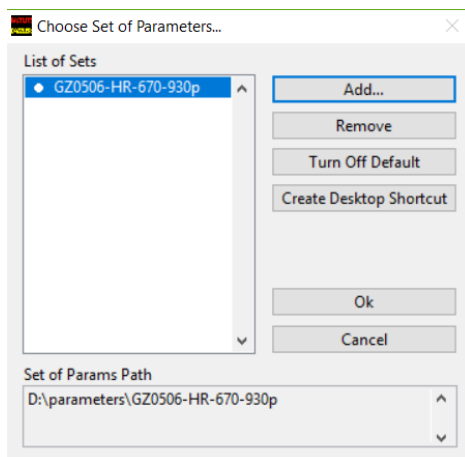 Choose Set of Parameters...
List of Sets
GZ0506-HR-670-930p
Add...
Remove
Turn Off Default
Create Desktop Shortcut
Ok
Cancel
Set of Params Path
D:\parameters\GZ0506-HR-670-930p